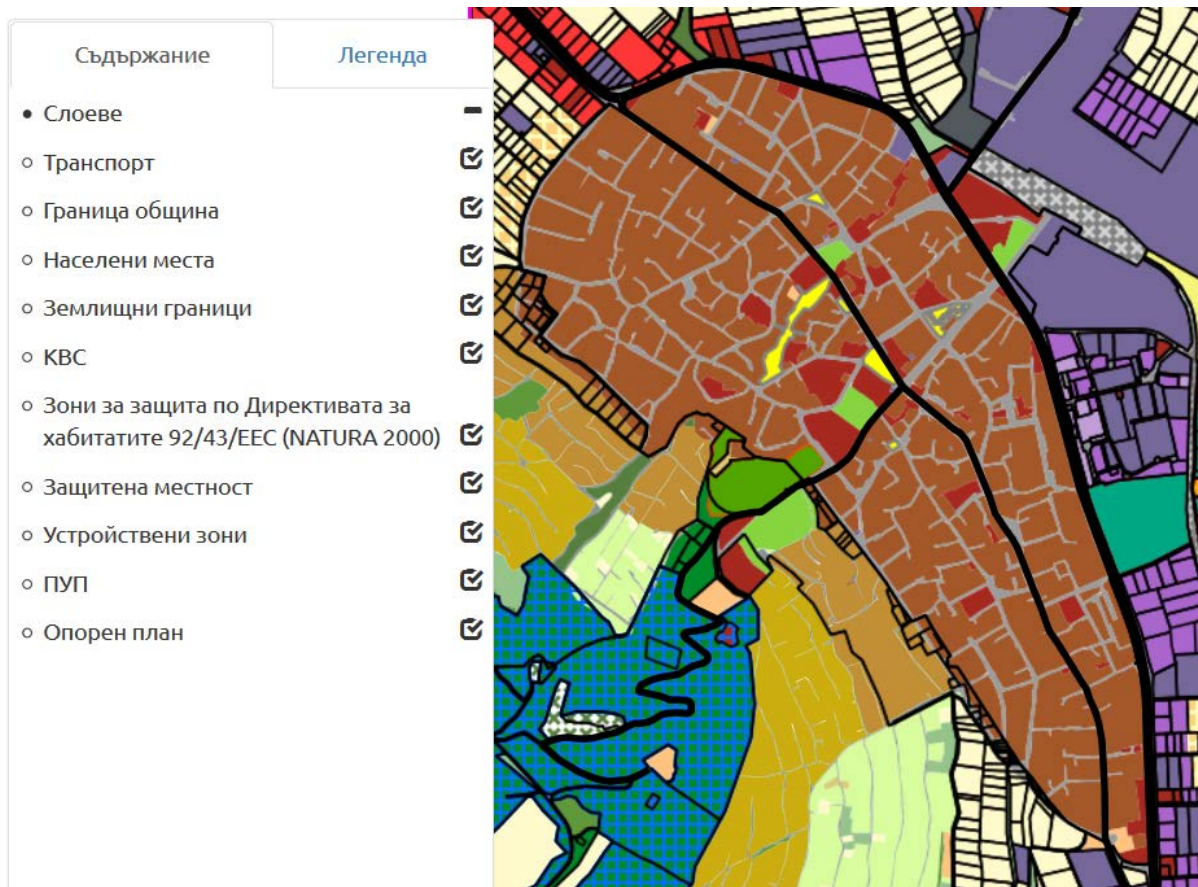 Съдържание
Легенда
Слоеве
Транспорт
Граница община
Населени места
Землищни граници
КВС
Зони за защита по Директивата за
хабитатите 92/43/ЕЕС (NATURA 2000)
Защитена местност
Устройствени зони
ПУП
Опорен план